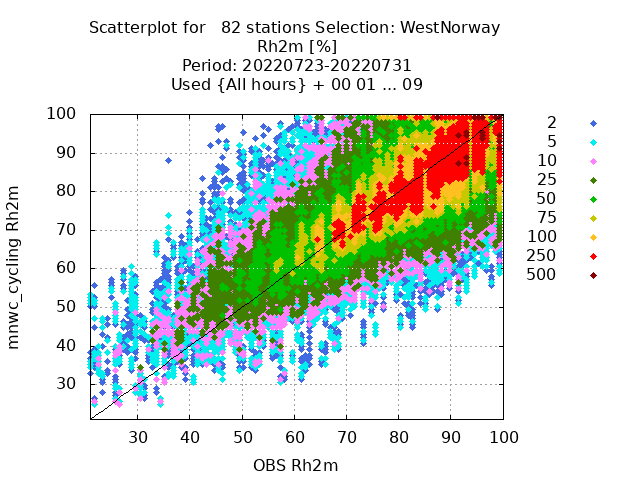 Scatterplot for   82 stations Selection: WestNorway
Rh2m [%]
Period: 20220723-20220731
Used {All hours} + 00 01 ... 09
100
90
80
70
60
50
40
30
mnwc_cycling Rh2m
30 40 50 60 70 80 90 100
OBS Rh2m
2
5
10
25
50
75
100
250
500